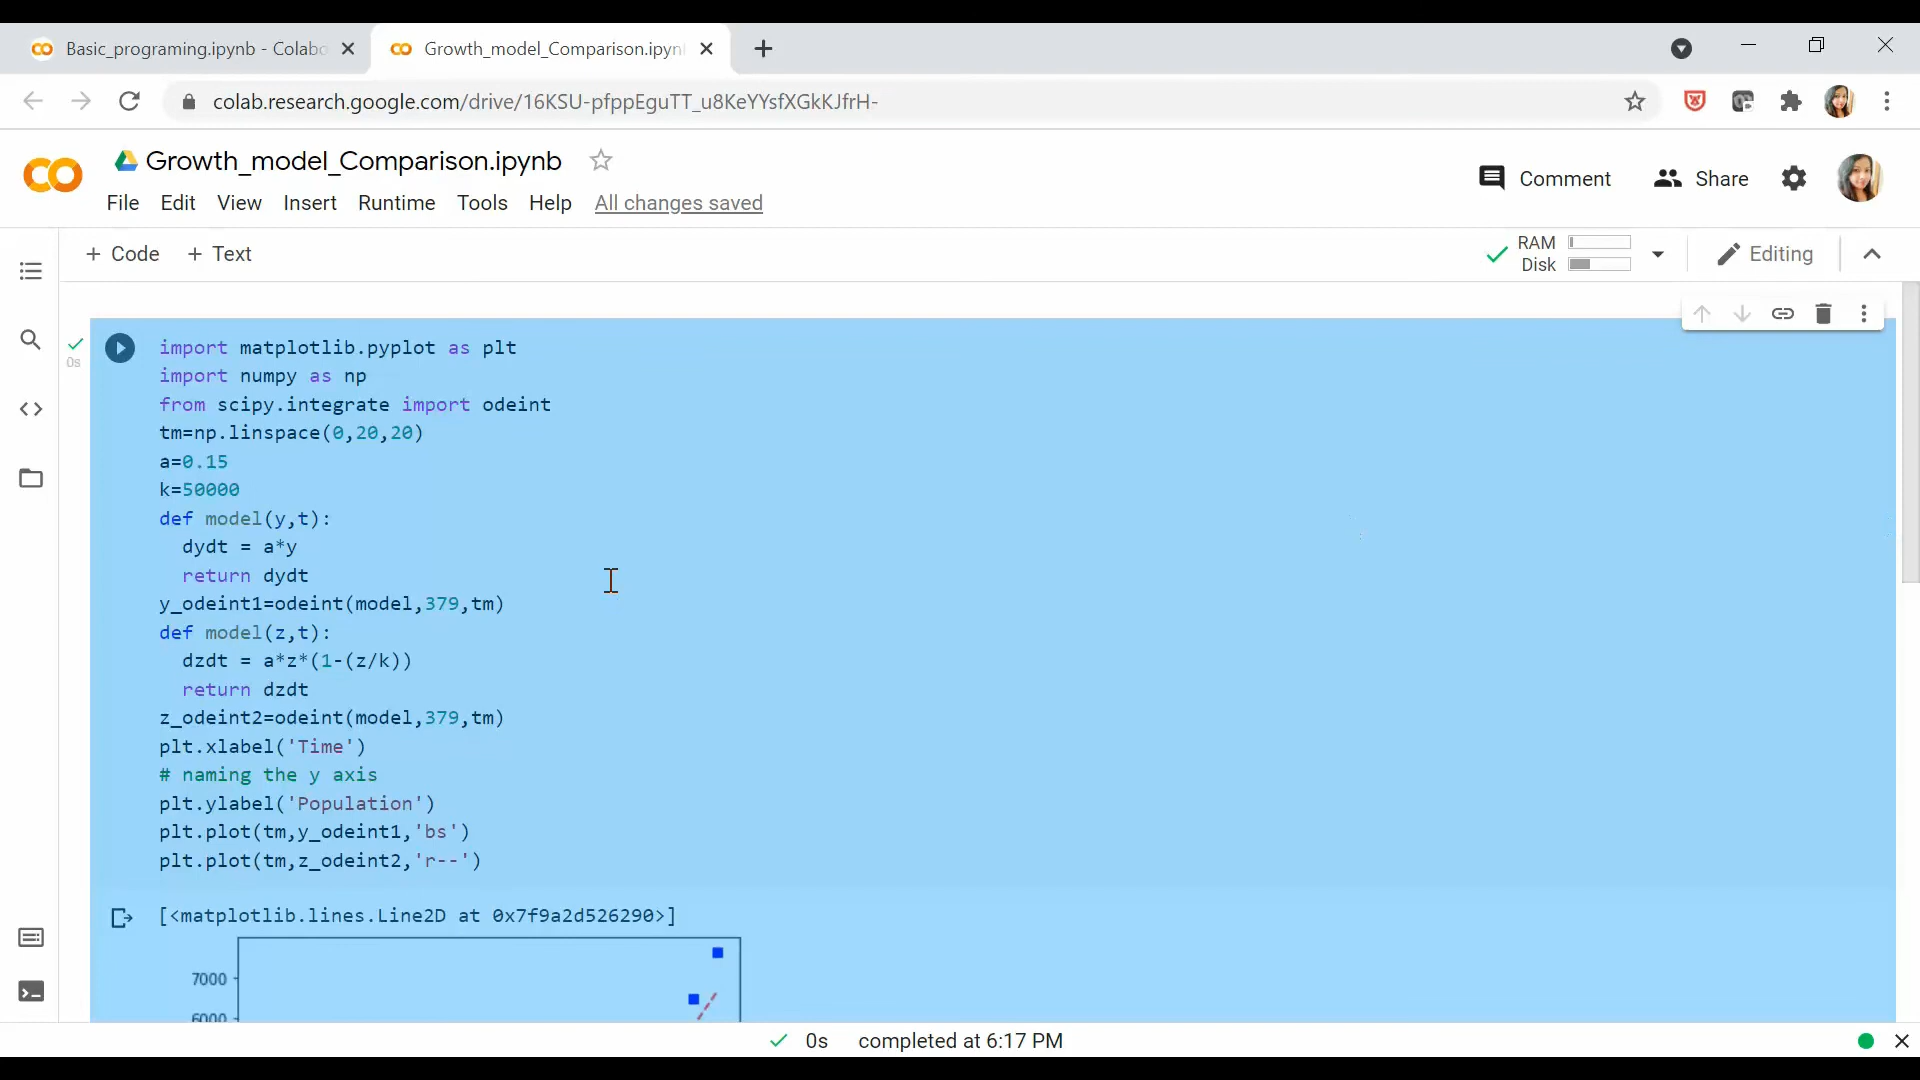 Basic_programing.ipynb - Colabo
Growth_model_Comparison.ipyn
colab.research.google.com/drive/16KSU-pfppEguTT_u8KeYYsfXGkKJfrH-
Growth_model_Comparison.ipynb
Comment
Share
File Edit View Insert Runtime Tools Help All changes saved
+ Code + Text
RAM
Disk
Editing
0s
import matplotlib.pyplot as plt
import numpy as np
from scipy.integrate import odeint
tm=np.linspace(0,20,20)
a=0.15
k=50000
def model(y,t):
dydt = a*y
return dydt
y_odeint1=odeint(model,379,tm)
def model(z,t):
dzdt = a*z*(1-(z/k))
return dzdt
z_odeint2=odeint(model,379,tm)
plt.xlabel('Time')
# naming the y axis
plt.ylabel('Population')
plt.plot(tm,y_odeint1,'bs')
plt.plot(tm,z_odeint2,'r--')
[<matplotlib.lines.Line2D at 0x7f9a2d526290>]
7000
6000
0s completed at 6:17 PM